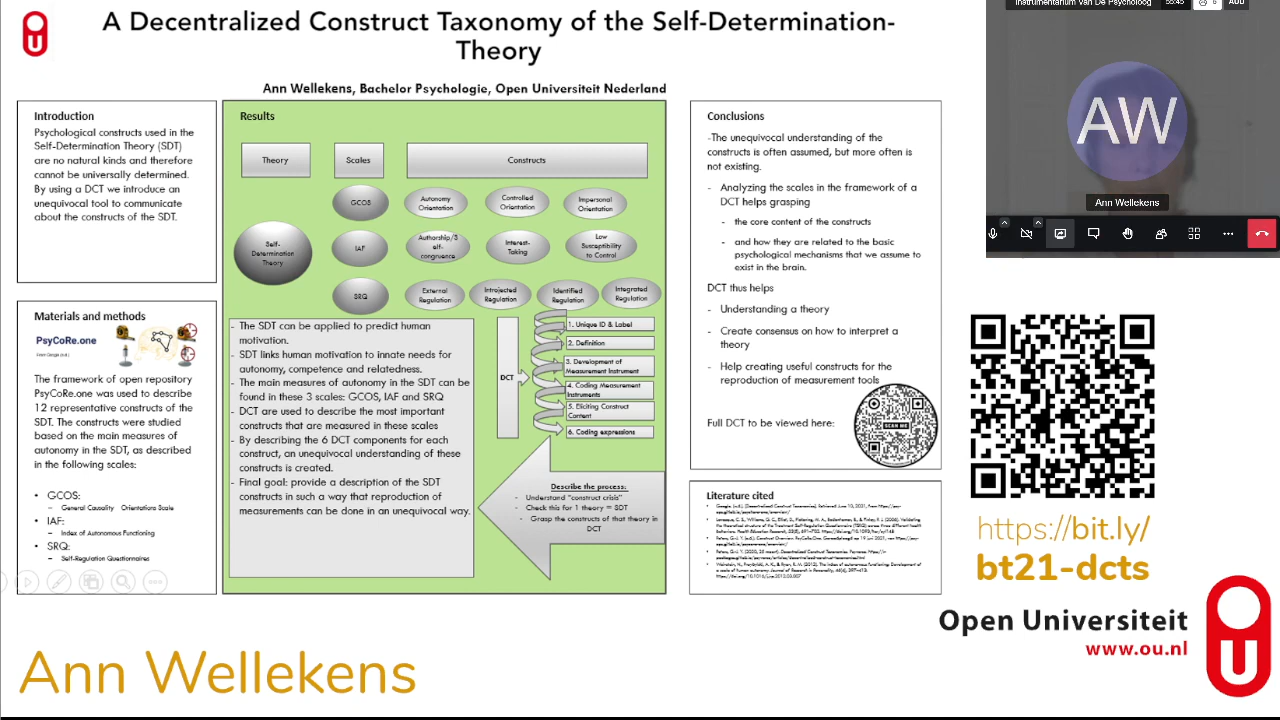 A Decentralized Construct Taxonomy of the Self-Determination-
Theory
Ann Wellekens, Bachelor Psychologie, Open Universiteit Nederland
Introduction
Psychological constructs used in the
Self-Determination Theory (SDT)
are no natural kinds and therefore
cannot be universally determined.
By using a DCT we introduce an
unequivocal tool to communicate
about the constructs of the SDT.
Materials and methods
PsyCoRe.one
The framework of open repository
PsyCoRe.one was used to describe
12 representative constructs of the
SDT. The constructs were studied
based on the main measures of
autonomy in the SDT, as described
in the following scales:
• GCOS:
– General Causality Orientations Scale
• IAF:
– Index of Autonomous Functioning
• SRQ:
– Self-Regulation Questionnaires
Results
Theory
Scales
Constructs
GCOS
Autonomy
Orientation
Controlled
Orientation
Impersonal
Orientation
Self-
Determination
Theory
IAF
Authorship/S
elf-
congruence
Interest-
Taking
Low
Susceptibility
to Control
SRQ
External
Regulation
Introjected
Regulation
Identified
Regulation
Integrated
Regulation
- The SDT can be applied to predict human
motivation.
- SDT links human motivation to innate needs for
autonomy, competence and relatedness.
- The main measures of autonomy in the SDT can be
found in these 3 scales: GCOS, IAF and SRQ
- DCT are used to describe the most important
constructs that are measured in these scales
- By describing the 6 DCT components for each
construct, an unequivocal understanding of these
constructs is created.
- Final goal: provide a description of the SDT
constructs in such a way that reproduction of
measurements can be done in an unequivocal way.
DCT
1. Unique ID & Label
2. Definition
3. Development of
Measurement Instrument
4. Coding Measurement
Instruments
5. Eliciting Construct
Content
6. Coding expressions
Describe the process:
- Understand "construct crisis"
- Check this for 1 theory = SDT
- Grasp the constructs of that theory in
DCT
Conclusions
-The unequivocal understanding of the
constructs is often assumed, but more often is
not existing.
- Analyzing the scales in the framework of a
DCT helps grasping
- the core content of the constructs
- and how they are related to the basic
psychological mechanisms that we assume to
exist in the brain.
DCT thus helps
- Understanding a theory
- Create consensus on how to interpret a
theory
- Help creating useful constructs for the
reproduction of measurement tools
Full DCT to be viewed here:
SCAN ME
Literature cited
Instrumentarium Van De Psycholoog
AW
Ann Wellekens
https://bit.ly/
bt21-dcts
Open Universiteit
www.ou.nl
Ann Wellekens